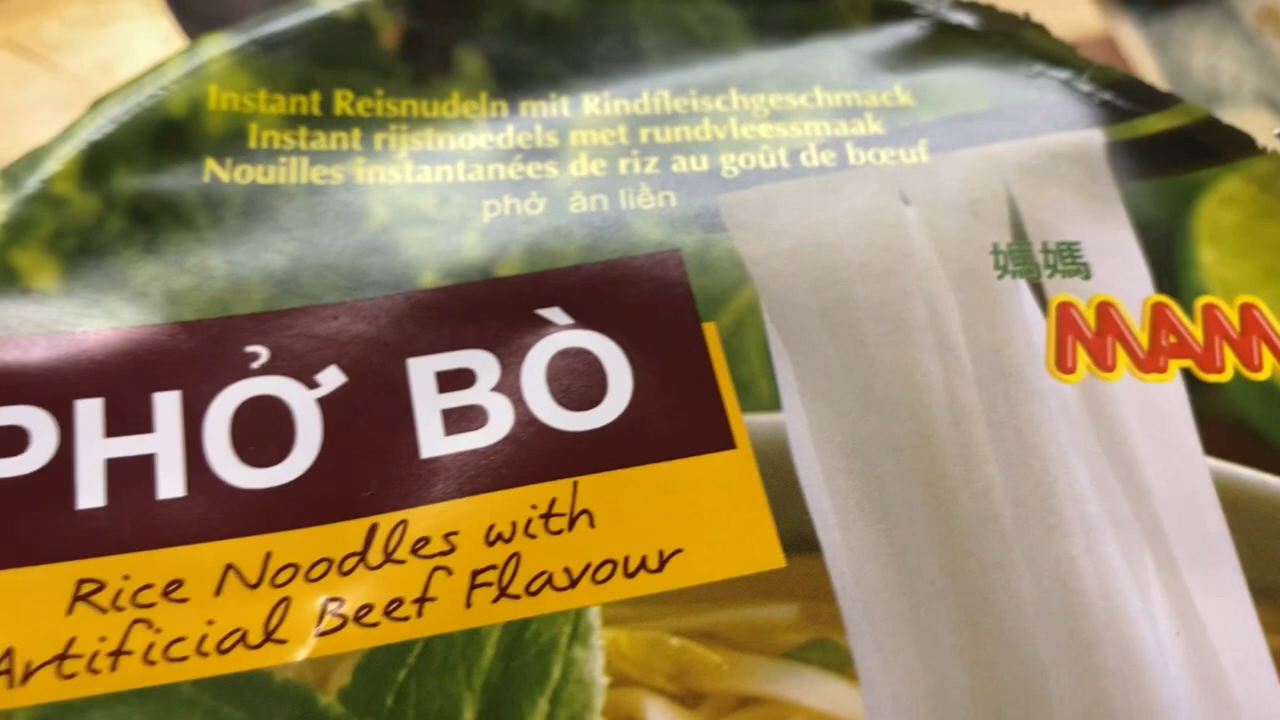 Instant Reisnudeln mit Rindfleischgeschmack
Instant rijstnoedels met rundvleessmaak
Nouilles instantanées de riz au goût de bœuf
phở ăn liền
媽媽
MAM
PHỞ BÒ
Rice Noodles with
Artificial Beef Flavour